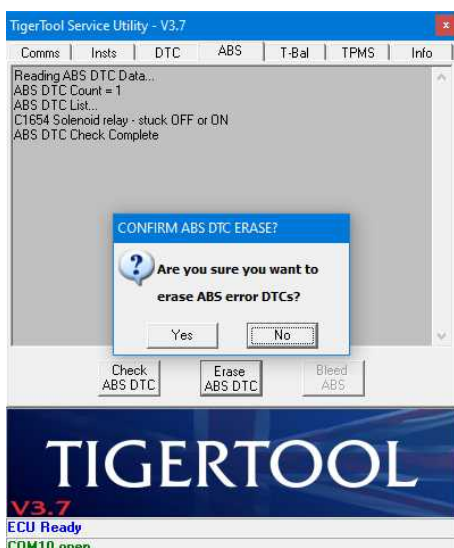 TigerTool Service Utility - V3.7
x
Comms Insts DTC ABS T-Bal TPMS Info
Reading ABS DTC Data...
ABS DTC Count = 1
ABS DTC List...
C1654 Solenoid relay - stuck OFF or ON
ABS DTC Check Complete
CONFIRM ABS DTC ERASE?
?
Are you sure you want to
erase ABS error DTCs?
Yes No
Check Erase Bleed
ABS DTC ABS DTC ABS
TIGERTOOL
V3.7
ECU Ready
COM10 open